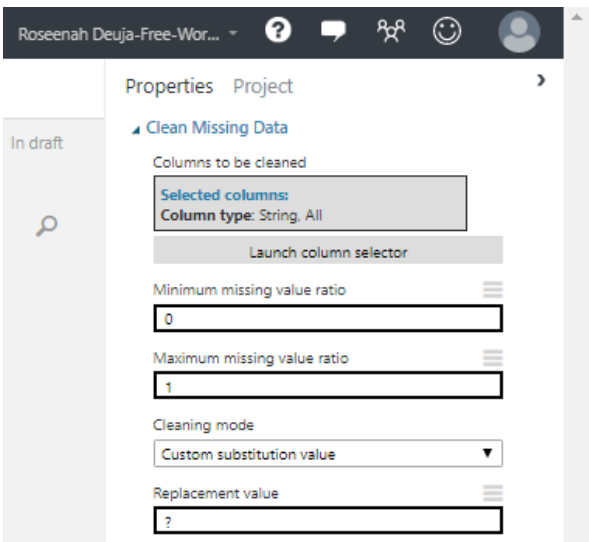 Roseenah Deuja-Free-Wor...
Properties Project
In draft
Clean Missing Data
Columns to be cleaned
Selected columns:
Column type: String, All
Launch column selector
Minimum missing value ratio
0
Maximum missing value ratio
1
Cleaning mode
Custom substitution value
Replacement value
?